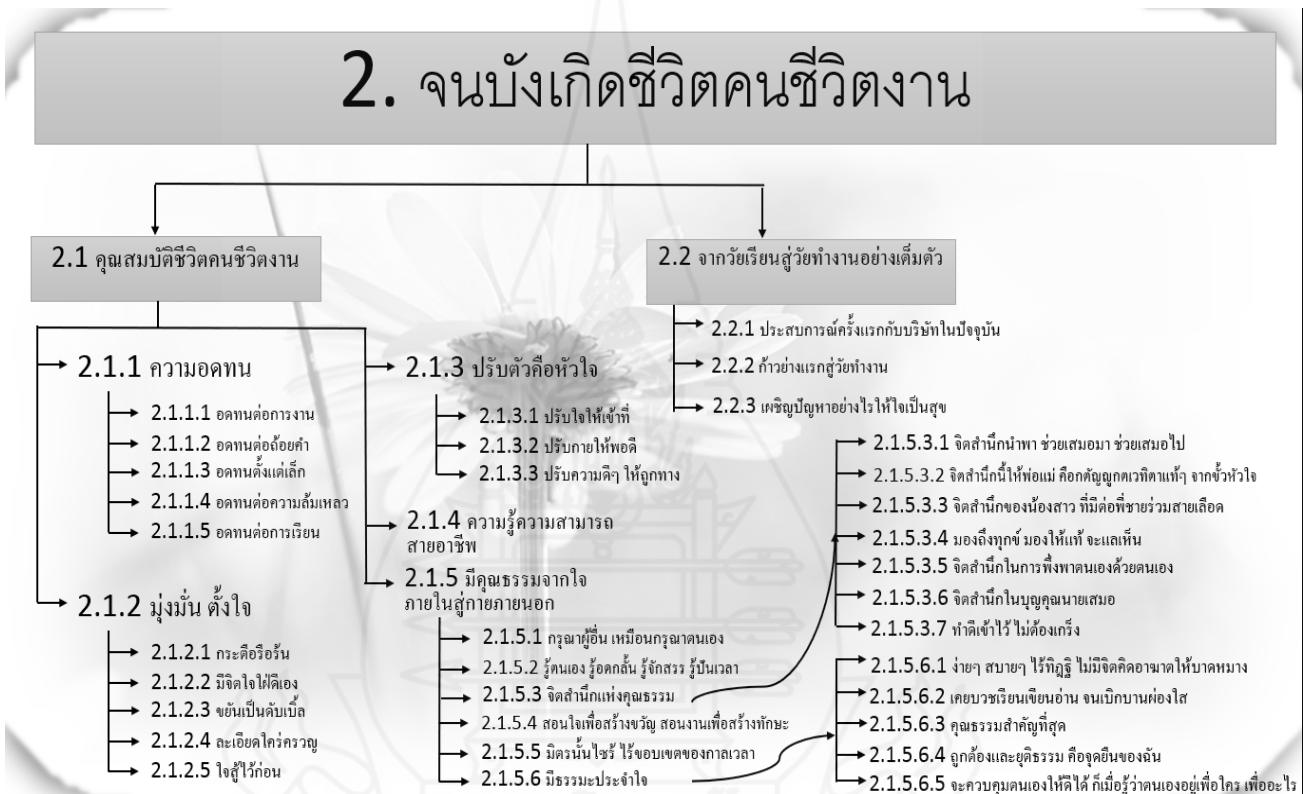 2. จนบังเกิดชีวิตคนชีวิตงาน
2.1 คุณสมบัติชีวิตคนชีวิตงาน
2.1.1 ความอดทน
2.1.1.1 อดทนต่อการงาน
2.1.1.2 อดทนต่อถ้อยคำ
2.1.1.3 อดทนตั้งแต่เล็ก
2.1.1.4 อดทนต่อความล้มเหลว
2.1.1.5 อดทนต่อการเรียน
2.1.2 มุ่งมั่น ตั้งใจ
2.1.2.1 กระตือรือร้น
2.1.2.2 มีจิตใจใฝ่ดีเอง
2.1.2.3 ขยันเป็นดับเบิ้ล
2.1.2.4 ละเอียดใคร่ครวญ
2.1.2.5 ใจสู้ไว้ก่อน
2.1.3 ปรับตัวคือหัวใจ
2.1.3.1 ปรับใจให้เข้าที่
2.1.3.2 ปรับกายให้พอดี
2.1.3.3 ปรับความดีๆ ให้ถูกทาง
2.1.4 ความรู้ความสามารถ
สายอาชีพ
2.1.5 มีคุณธรรมจากใจ
ภายในสู่กายภายนอก
2.1.5.1 กรุณาผู้อื่น เหมือนกรุณาตนเอง
2.1.5.2 รู้ตนเอง รู้อดกลั้น รู้จักสรร รู้ปันเวลา
2.1.5.3 จิตสำนึกแห่งคุณธรรม
2.1.5.4 สอนใจเพื่อสร้างขวัญ สอนงานเพื่อสร้างทักษะ
2.1.5.5 มิตรนั้นไซร้ ไร้ขอบเขตของกาลเวลา
2.1.5.6 มีธรรมะประจำใจ
2.2 จากวัยเรียนสู่วัยทำงานอย่างเต็มตัว
2.2.1 ประสบการณ์ครั้งแรกกับบริษัทในปัจจุบัน
2.2.2 ก้าวย่างแรกสู่วัยทำงาน
2.2.3 เผชิญปัญหาอย่างไรให้ใจเป็นสุข
2.1.5.3.1 จิตสำนึกนำพา ช่วยเสมอมา ช่วยเสมอไป
2.1.5.3.2 จิตสำนึกนี้ให้พ่อแม่ คือกตัญญูกตเวทิตาแท้ๆ จากขั้วหัวใจ
2.1.5.3.3 จิตสำนึกของน้องสาว ที่มีต่อพี่ชายร่วมสายเลือด
2.1.5.3.4 มองถึงทุกข์ มองให้แท้ จะแลเห็น
2.1.5.3.5 จิตสำนึกในการพึ่งพาตนเองด้วยตนเอง
2.1.5.3.6 จิตสำนึกในบุญคุณนายเสมอ
2.1.5.3.7 ทำดีเข้าไว้ ไม่ต้องเกร็ง
2.1.5.6.1 ง่ายๆ สบายๆ ไร้ทิฎฐิ ไม่มีจิตคิดอาฆาตให้บาดหมาง
2.1.5.6.2 เคยบวชเรียนเขียนอ่าน จนเบิกบานผ่องใส
2.1.5.6.3 คุณธรรมสำคัญที่สุด
2.1.5.6.4 ถูกต้องและยุติธรรม คือจุดยืนของฉัน
2.1.5.6.5 จะควบคุมตนเองให้ดีได้ ก็เมื่อรู้ว่าตนเองอยู่เพื่อใคร เพื่ออะไร